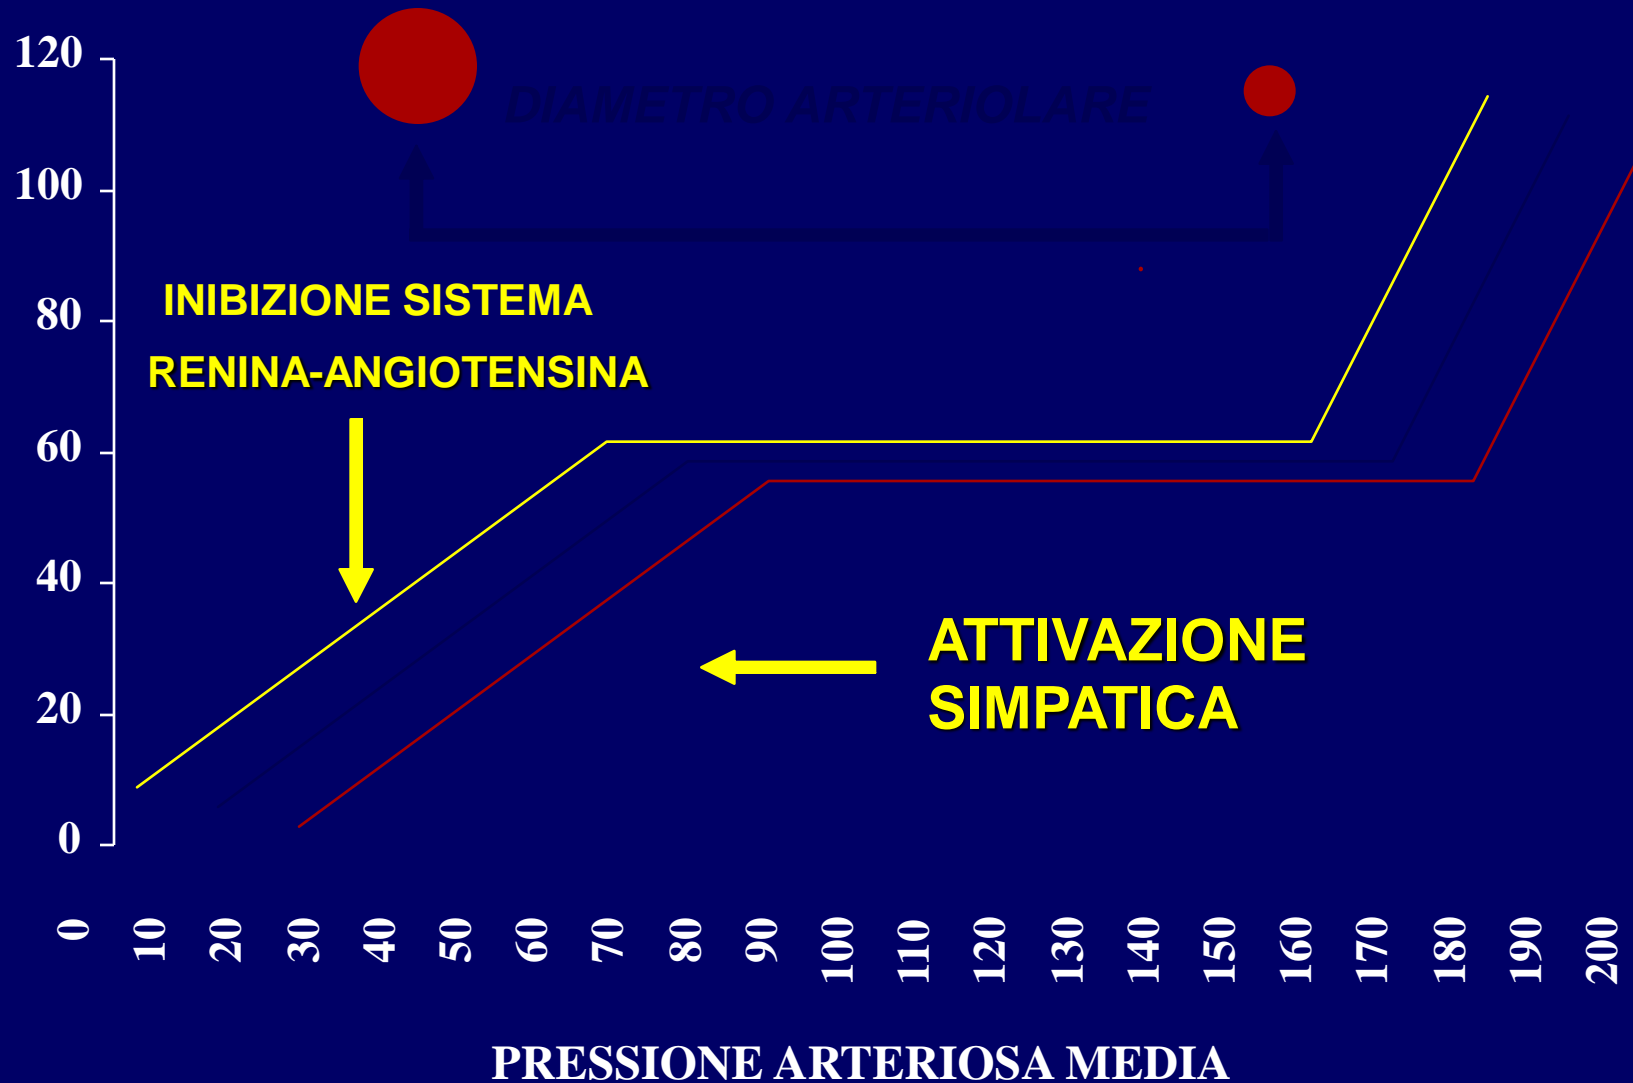 120
DIAMETRO ARTERIOLARE
100
INIBIZIONE SISTEMA
80
RENINA-ANGIOTENSINA
60
40
ATTIVAZIONE
SIMPATICA
20
0
0 10 20 30 40 50 60 70 80 90 100 110 120 130 140 150 160 170 180 190 200
PRESSIONE ARTERIOSA MEDIA